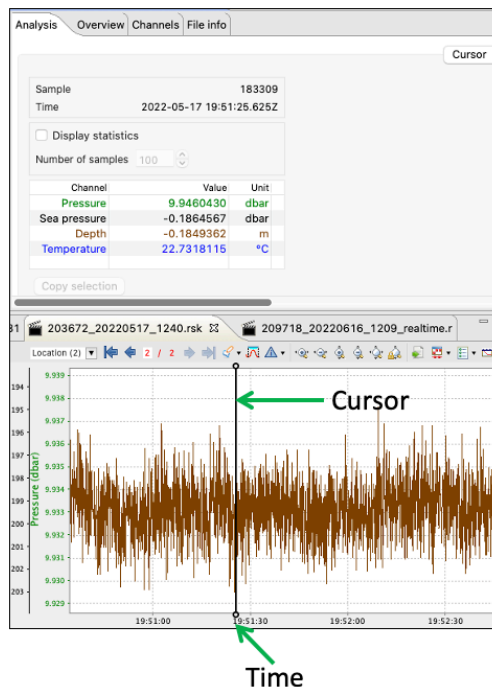 Analysis Overview Channels File info
Cursor
Sample 183309
Time 2022-05-17 19:51:25.625Z
Display statistics
Number of samples 100
Channel Value Unit
Pressure 9.9460430 dbar
Sea pressure -0.1864567 dbar
Depth -0.1849362 m
Temperature 22.7318115 °C
Copy selection
31 203672_20220517_1240.rsk 209718_20220616_1209_realtime.r
Location (2) 2 / 2
194
195
196
197
198
199
200
201
202
203
Pressure (dbar)
9.939
9.938
9.937
9.936
9.935
9.934
9.933
9.932
9.931
9.930
9.929
Cursor
19:51:00 19:51:30 19:52:00 19:52:30
Time